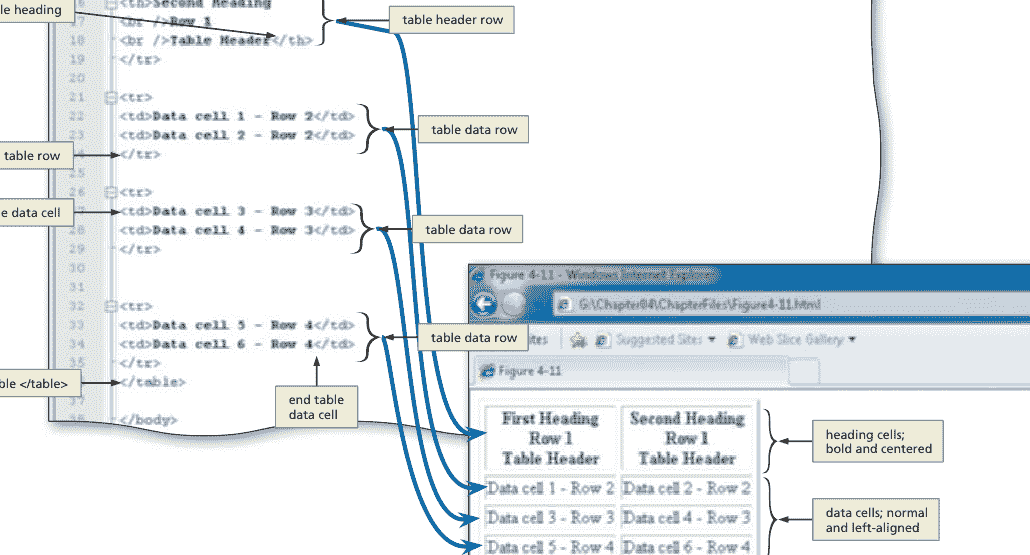 <th>Second Heading
le heading
table header row
17 <br />Row 1
18 <br />Table Header</th>
19 </tr>
20
21 <tr>
22 <td>Data cell 1 - Row 2</td>
table data row
23 <td>Data cell 2 - Row 2</td>
table row
</tr>
25
26 <tr>
e data cell
<td>Data cell 3 - Row 3</td>
28 <td>Data cell 4 - Row 3</td>
table data row
29 </tr>
30
31
32 <tr>
33 <td>Data cell 5 - Row 4</td>
table data row
34 <td>Data cell 6 - Row 4</td>
35 </tr>
ble </table>
</table>
end table
data cell
</body>
Figure 4-11 - Windows Internet Explorer
G:\Chapter04\ChapterFiles\Figure4-11.html
ites Suggested Sites Web Slice Gallery
Figure 4-11
First Heading Second Heading
Row 1 Row 1
Table Header Table Header
heading cells;
bold and centered
Data cell 1 - Row 2 Data cell 2 - Row 2
Data cell 3 - Row 3 Data cell 4 - Row 3
Data cell 5 - Row 4 Data cell 6 - Row 4
data cells; normal
and left-aligned